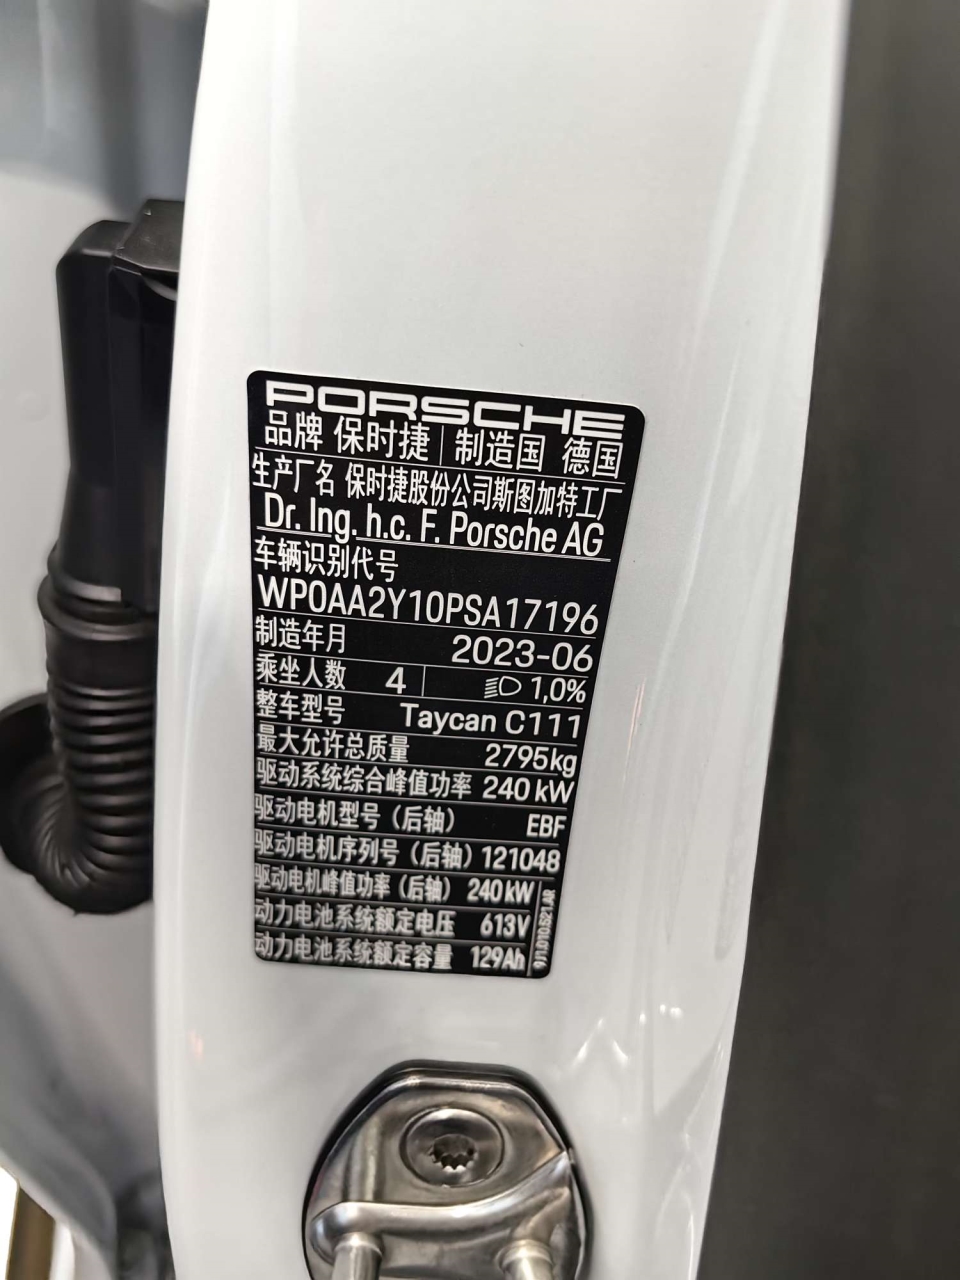 PORSCHE
品牌 保时捷 制造国 德国
生产厂名 保时捷股份公司斯图加特工厂
Dr. Ing. h.c. F. Porsche AG
车辆识别代号
WP0AA2Y10PSA17196
制造年月 2023-06
乘坐人数 4 1,0%
整车型号 Taycan C111
最大允许总质量 2795kg
驱动系统综合峰值功率 240 kW
驱动电机型号（后轴） EBF
驱动电机序列号（后轴） 121048
驱动电机峰值功率（后轴） 240 kW
动力电池系统额定电压 613V
动力电池系统额定容量 129Ah